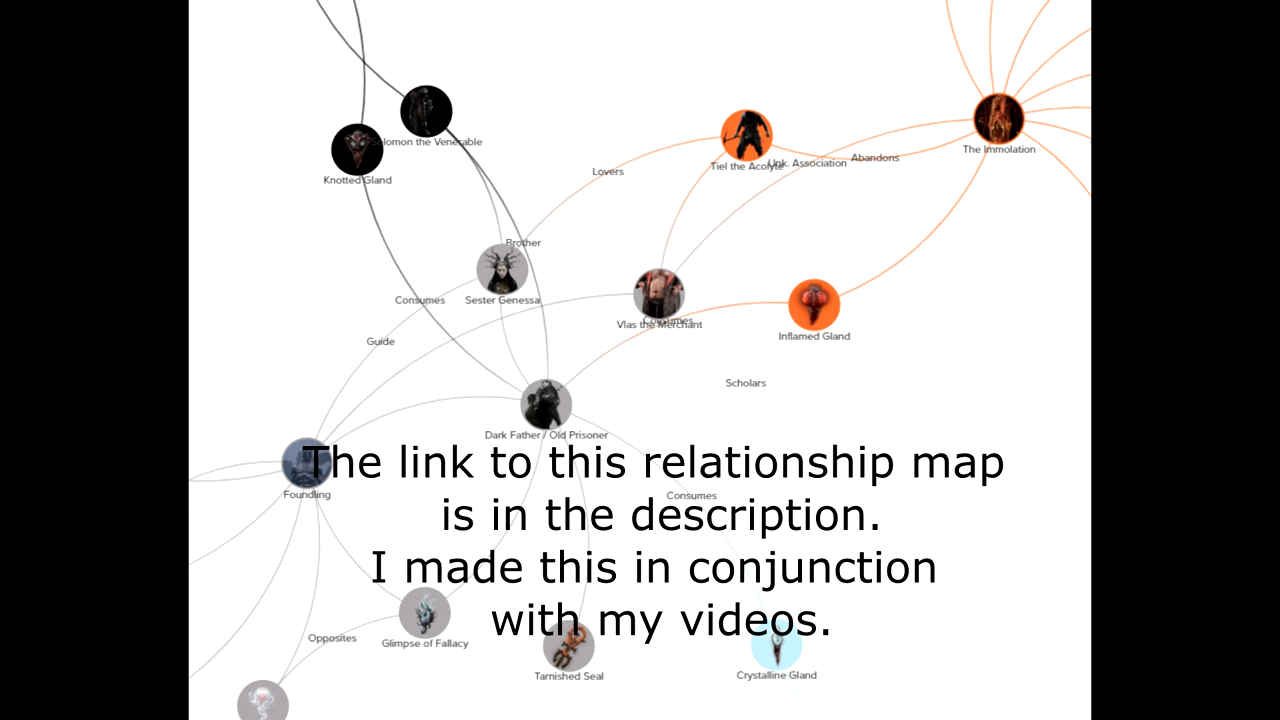 Solomon the Venerable
The Immolation
Tiel the Acolyte
Unk. Association
Abandons
Lovers
Knotted Gland
Brother
Consumes
Sester Genessa
Consumes
Vlas the Merchant
Inflamed Gland
Guide
Scholars
Dark Father / Old Prisoner
The link to this relationship map
Foundling
Consumes
is in the description.
I made this in conjunction
with my videos.
Opposites
Glimpse of Fallacy
Tarnished Seal
Crystalline Gland